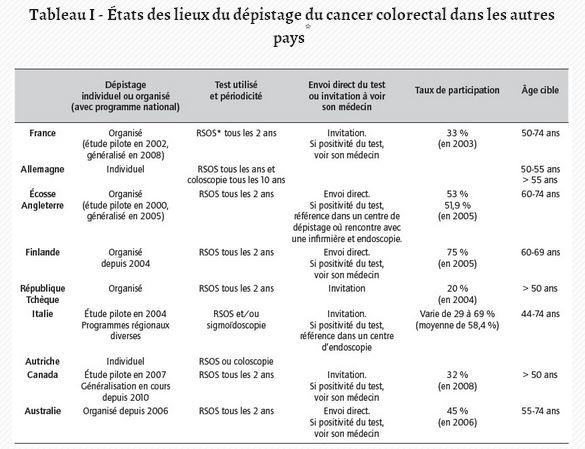 Tableau I - États des lieux du dépistage du cancer colorectal dans les autres
pays*
Dépistage individuel ou organisé (avec programme national)
Test utilisé et périodicité
Envoi direct du test ou invitation à voir son médecin
Taux de participation
Âge cible
France
Organisé
(étude pilote en 2002,
généralisé en 2008)
RSOS* tous les 2 ans
Invitation.
Si positivité du test,
voir son médecin
33 %
(en 2003)
50-74 ans
Allemagne
Individuel
RSOS tous les ans et
coloscopie tous les 10 ans
50-55 ans
> 55 ans
Écosse
Angleterre
Organisé
(étude pilote en 2000,
généralisé en 2005)
RSOS tous les 2 ans
Envoi direct.
Si positivité du test,
référence dans un centre de
dépistage où rencontre avec
une infirmière et endoscopie.
53 %
51,9 %
(en 2005)
60-74 ans
Finlande
Organisé
depuis 2004
RSOS tous les 2 ans
Envoi direct.
Si positivité du test,
voir son médecin
75 %
(en 2005)
60-69 ans
République
Tchèque
Organisé
RSOS tous les 2 ans
Invitation
20 %
(en 2004)
> 50 ans
Italie
Étude pilote en 2004
Programmes régionaux
diverses
RSOS et/ou
sigmoïdoscopie
Invitation.
Si positivité du test,
référence dans un centre
d'endoscopie
Varie de 29 à 69 %
(moyenne de 58,4 %)
44-74 ans
Autriche
Individuel
RSOS ou coloscopie
Canada
Étude pilote en 2007
Généralisation en cours
depuis 2010
RSOS tous les 2 ans
Invitation.
Si positivité du test,
voir son médecin
32 %
(en 2008)
> 50 ans
Australie
Organisé depuis 2006
RSOS tous les 2 ans
Envoi direct.
Si positivité du test,
voir son médecin
45 %
(en 2006)
55-74 ans